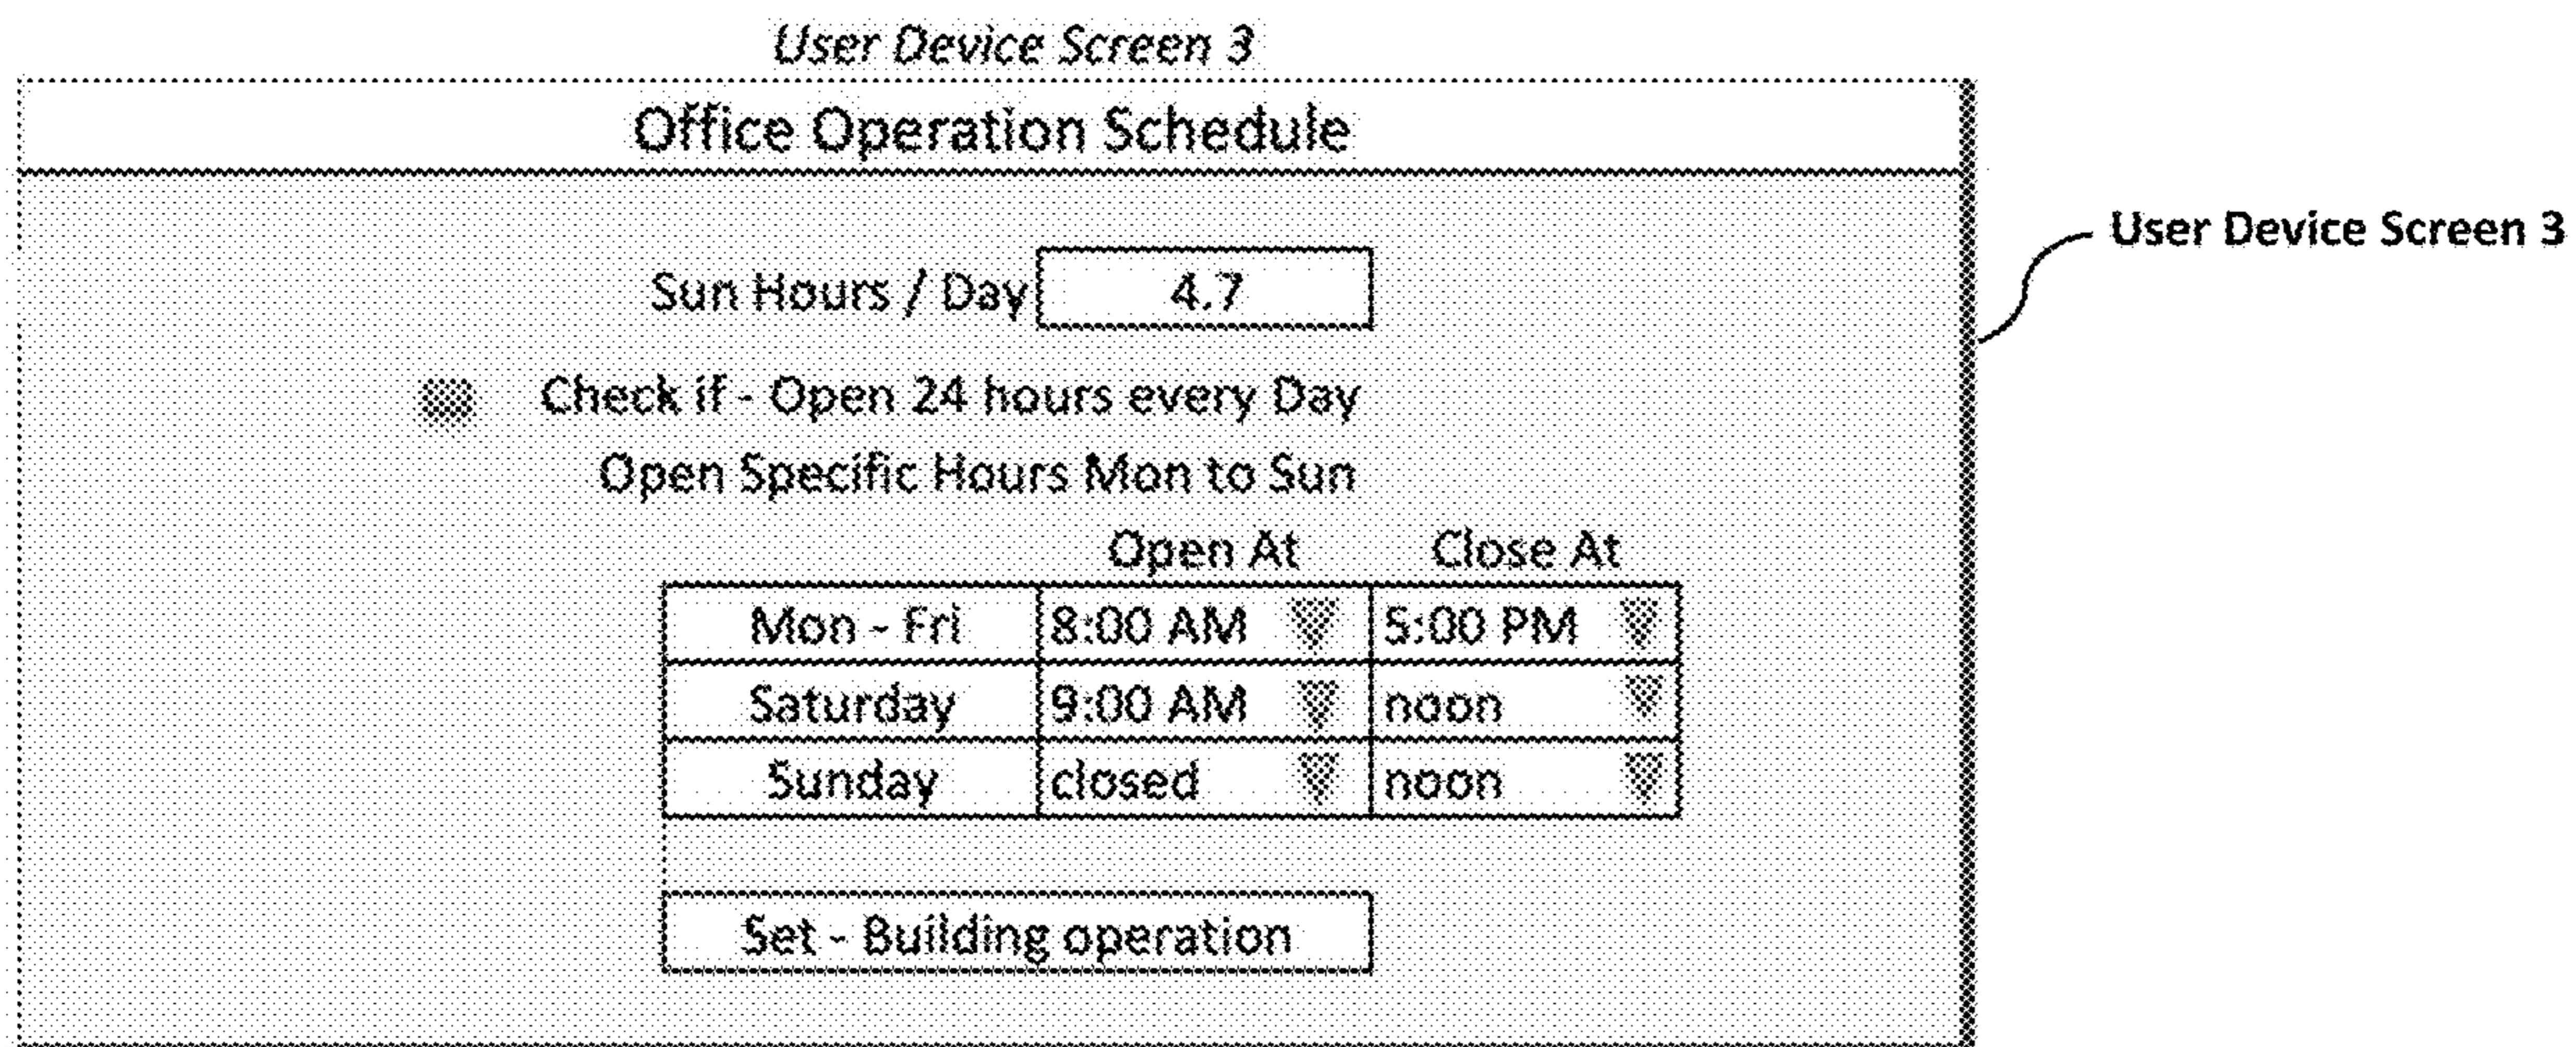 User Device Screen 3
Office Operation Schedule
User Device Screen 3
Sun Hours / Day 4.7
Check if - Open 24 hours every Day
Open Specific Hours Mon to Sun
Open At Close At
Mon - Fri 8:00 AM 5:00 PM
Saturday 9:00 AM noon
Sunday closed noon
Set - Building operation